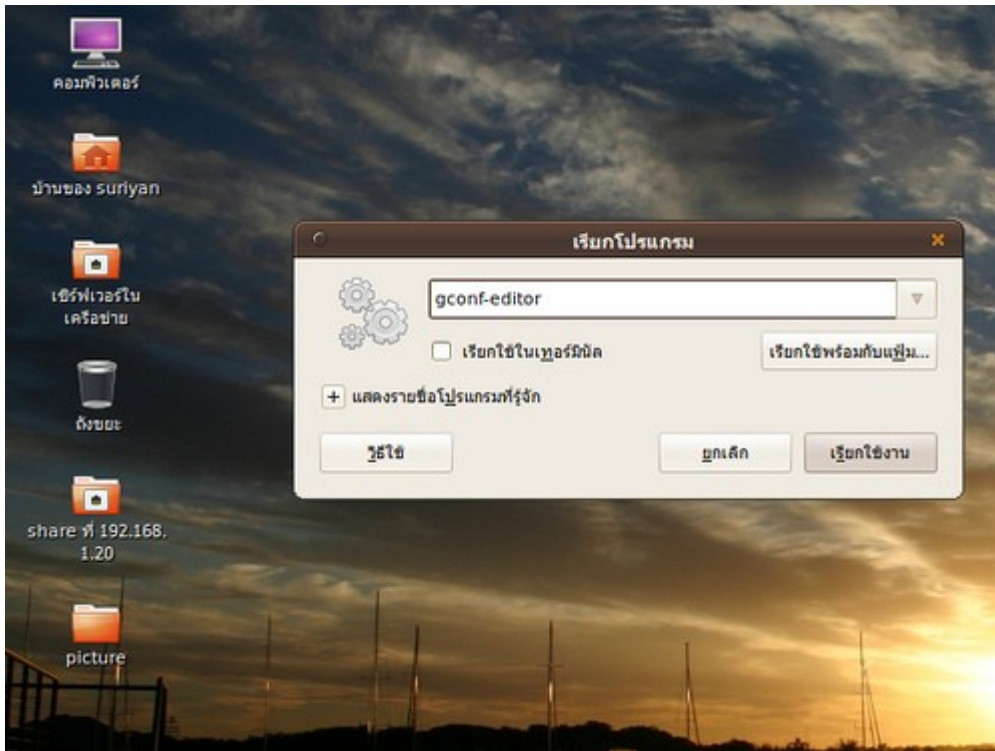 คอมพิวเตอร์
บ้านของ suriyan
เซิร์ฟเวอร์ใน
เครือข่าย
ถังขยะ
share ที่ 192.168.
1.20
picture
เรียกโปรแกรม
gconf-editor
เรียกใช้ในเทอร์มินัล
เรียกใช้พร้อมกับแฟ้ม...
แสดงรายชื่อโปรแกรมที่รู้จัก
วิธีใช้
ยกเลิก
เรียกใช้งาน